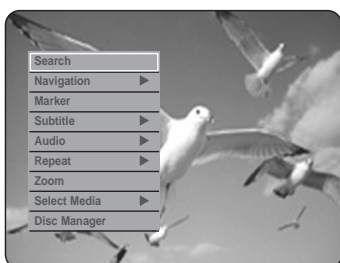 Search
Navigation ▶
Marker
Subtitle ▶
Audio ▶
Repeat ▶
Zoom
Select Media ▶
Disc Manager